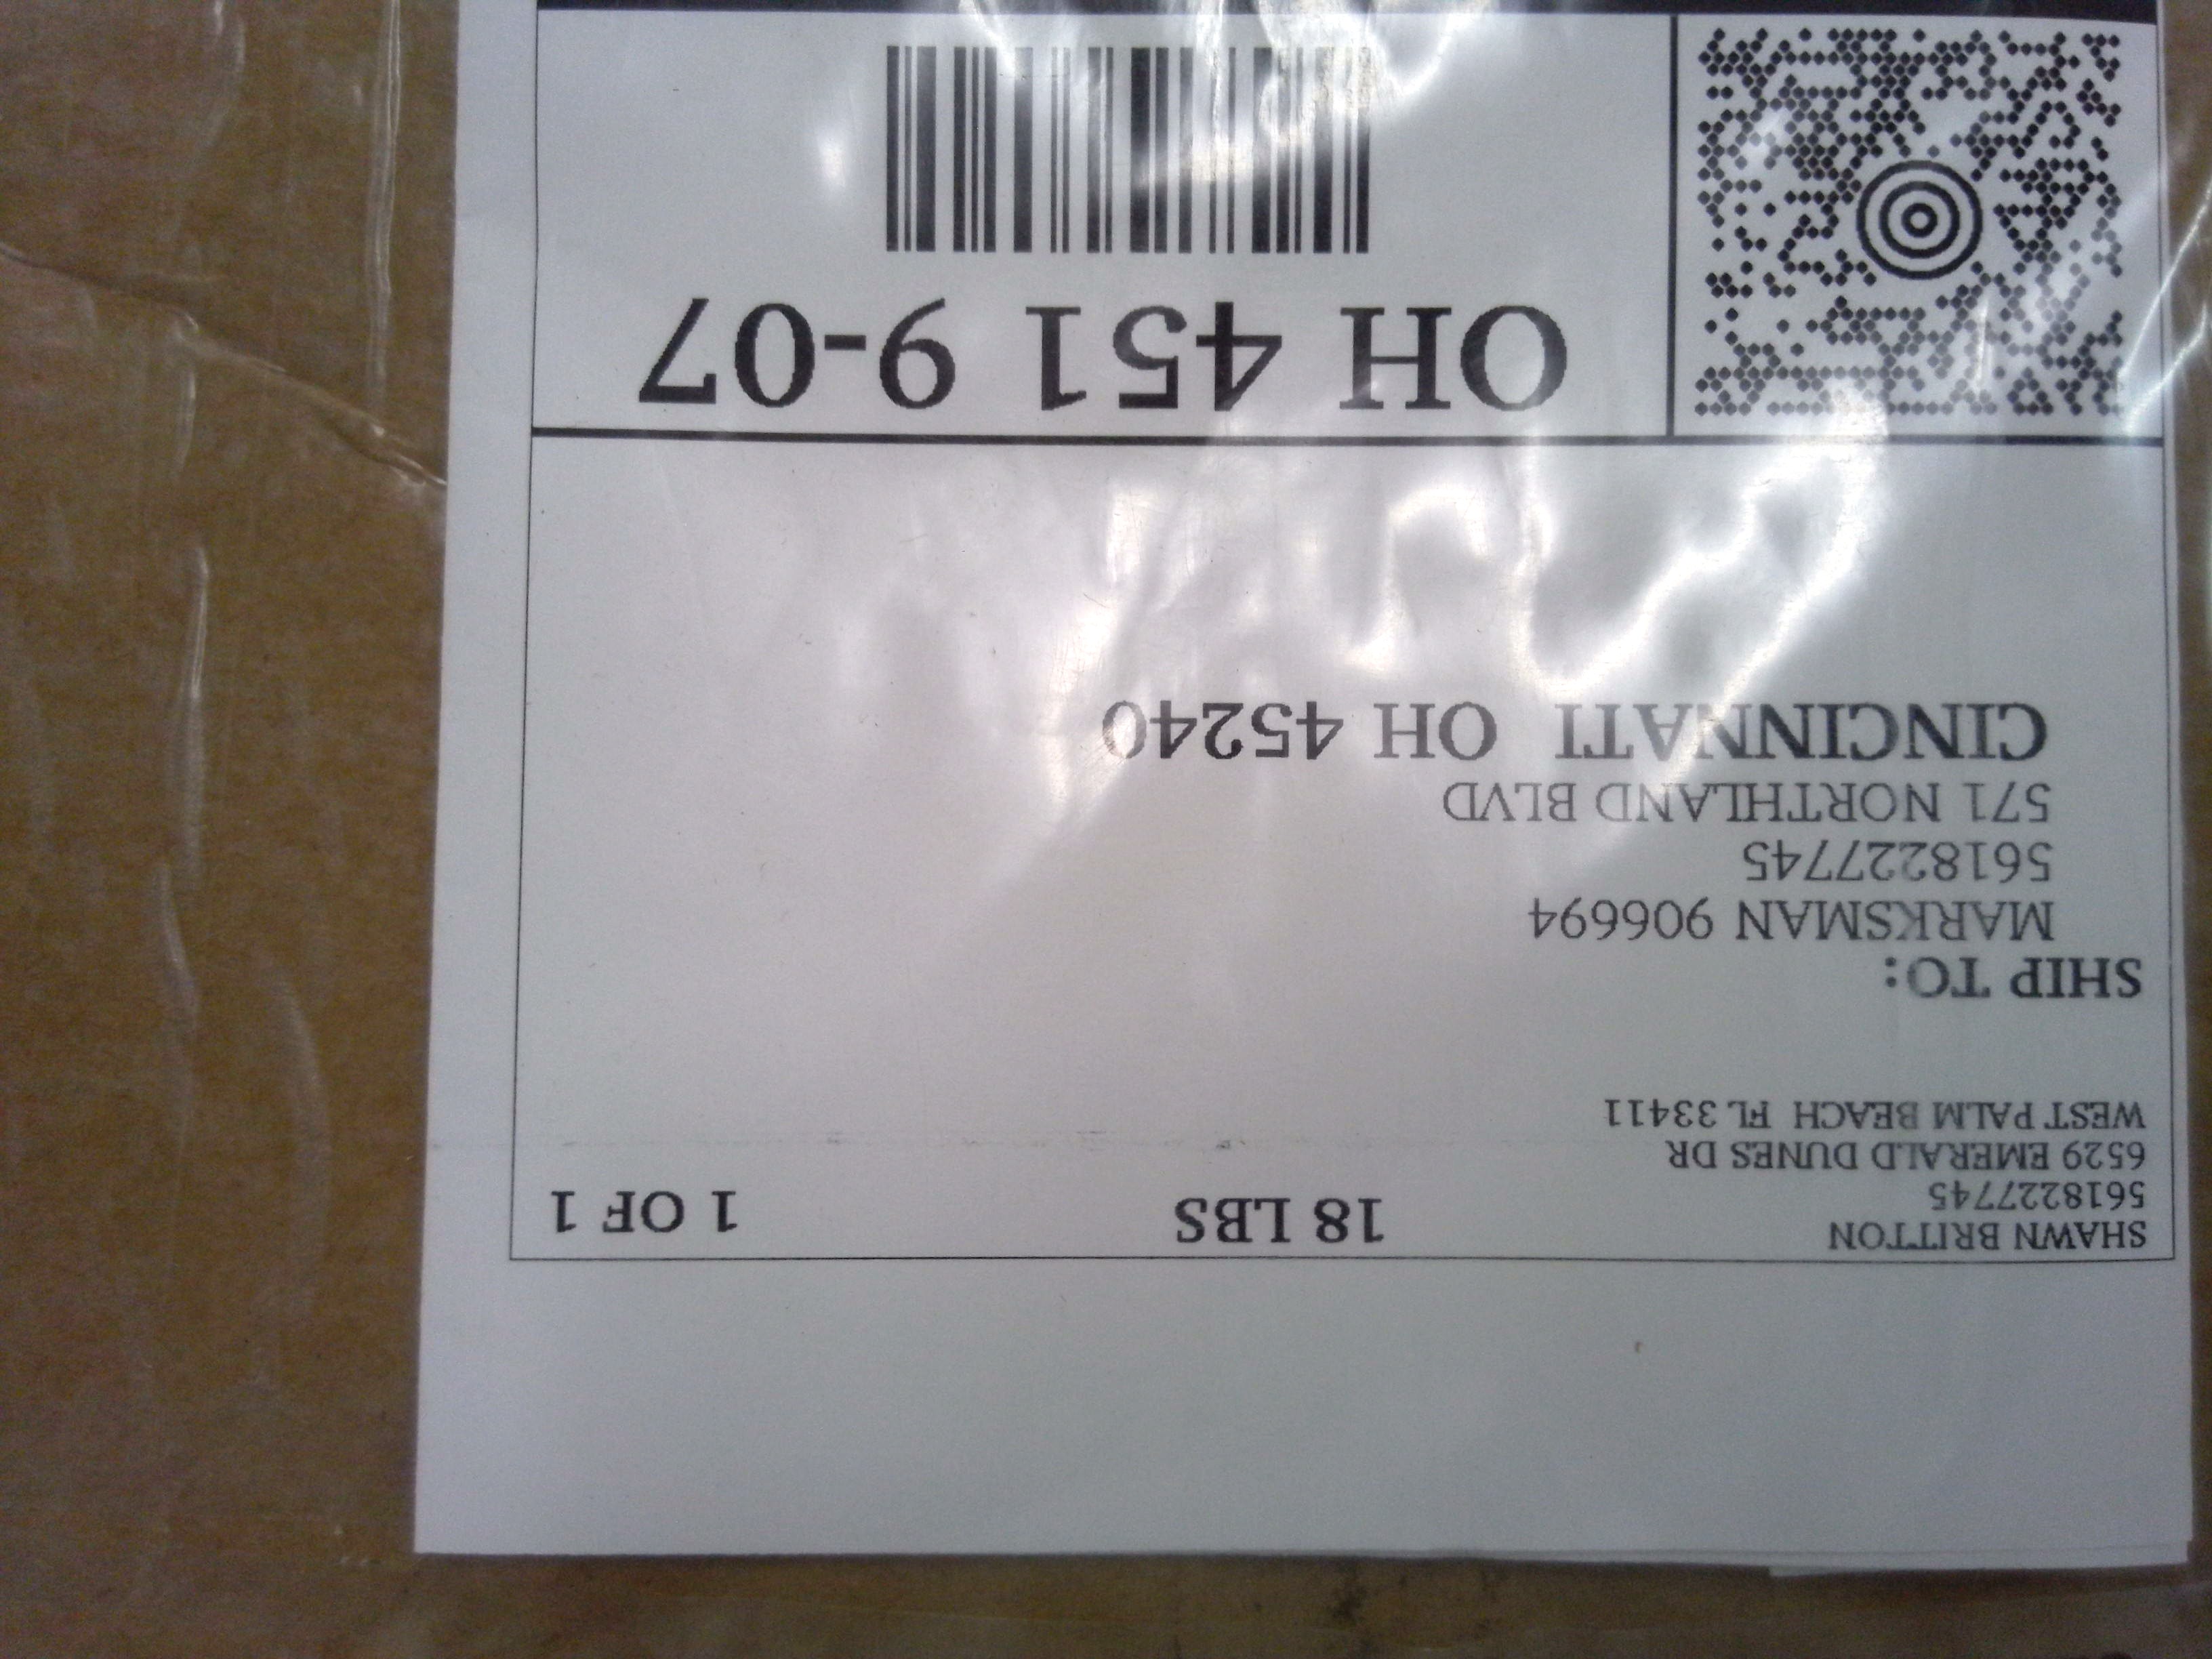 SHAWN BRITTON
5618227745
6529 EMERALD DUNES DR
WEST PALM BEACH FL 33411
18 LBS
1 OF 1
SHIP TO:
MARKSMAN 906694
5618227745
571 NORTHLAND BLVD
CINCINNATI OH 45240
OH 451 9-07